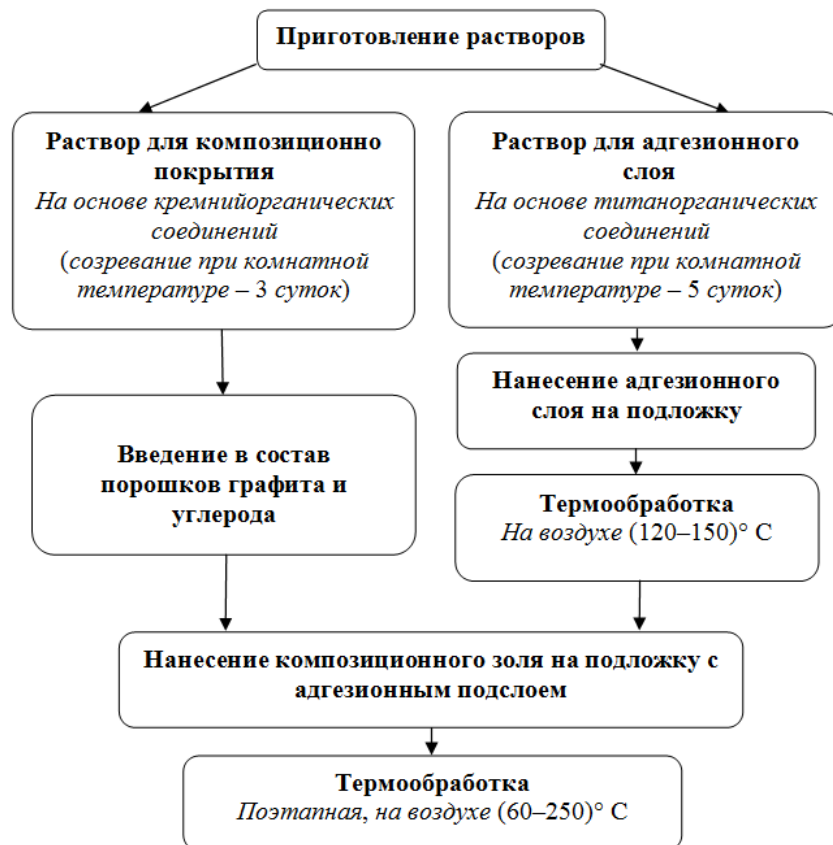 Приготовление растворов
Раствор для композиционно
покрытия
На основе кремнийорганических
соединений
(созревание при комнатной
температуре – 3 суток)
Раствор для адгезионного
слоя
На основе титанорганических
соединений
(созревание при комнатной
температуре – 5 суток)
Нанесение адгезионного
слоя на подложку
Введение в состав
порошков графита и
углерода
Термообработка
На воздухе (120–150)° С
Нанесение композиционного золя на подложку с
адгезионным подслоем
Термообработка
Поэтапная, на воздухе (60–250)° С